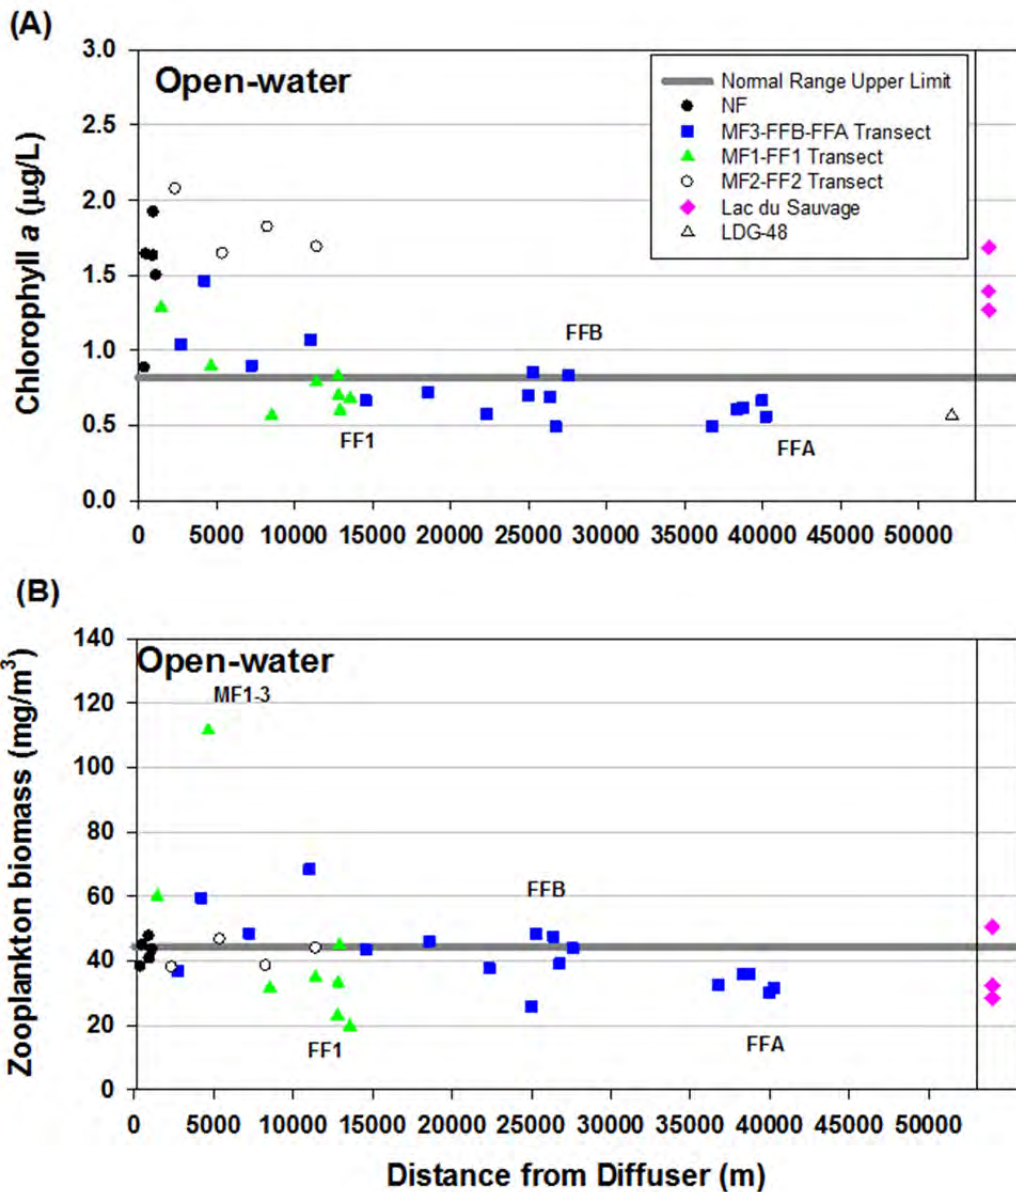 (A)
Open-water
Chlorophyll a (µg/L)
3.0
2.5
2.0
1.5
1.0
0.5
0.0
Normal Range Upper Limit
NF
MF3-FFB-FFA Transect
MF1-FF1 Transect
MF2-FF2 Transect
Lac du Sauvage
LDG-48
FFB
FF1
FFA
0 5000 10000 15000 20000 25000 30000 35000 40000 45000 50000
(B)
Open-water
MF1-3
Zooplankton biomass (mg/m³)
140
120
100
80
60
40
20
0
FFB
FF1
FFA
0 5000 10000 15000 20000 25000 30000 35000 40000 45000 50000
Distance from Diffuser (m)